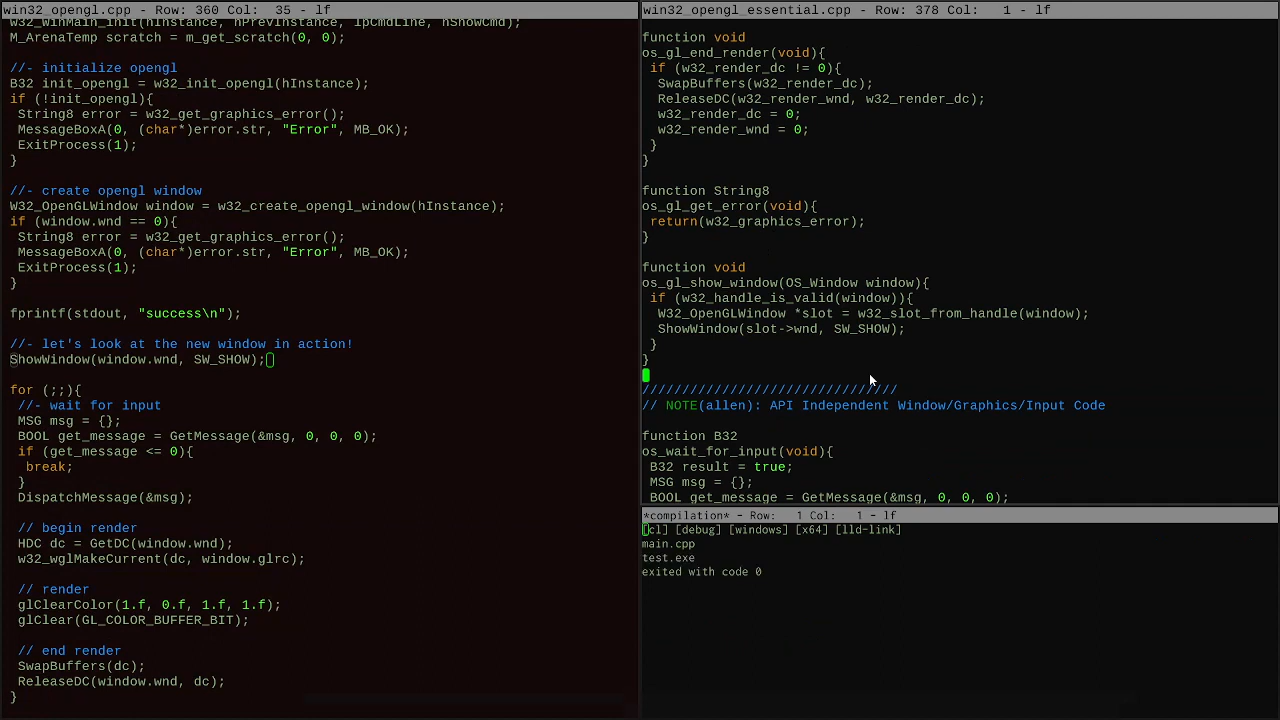 win32_opengl.cpp - Row: 360 Col: 35 - lf
w32_WinMain_Init(hInstance, hPrevInstance, lpCmdLine, nShowCmd);
M_ArenaTemp scratch = m_get_scratch(0, 0);
//- initialize opengl
B32 init_opengl = w32_init_opengl(hInstance);
if (!init_opengl){
String8 error = w32_get_graphics_error();
MessageBoxA(0, (char*)error.str, "Error", MB_OK);
ExitProcess(1);
}
//- create opengl window
W32_OpenGLWindow window = w32_create_opengl_window(hInstance);
if (window.wnd == 0){
String8 error = w32_get_graphics_error();
MessageBoxA(0, (char*)error.str, "Error", MB_OK);
ExitProcess(1);
}
fprintf(stdout, "success\n");
//- let's look at the new window in action!
ShowWindow(window.wnd, SW_SHOW);
for (;;){
//- wait for input
MSG msg = {};
BOOL get_message = GetMessage(&msg, 0, 0, 0);
if (get_message <= 0){
break;
}
DispatchMessage(&msg);
// begin render
HDC dc = GetDC(window.wnd);
w32_wglMakeCurrent(dc, window.glrc);
// render
glClearColor(1.f, 0.f, 1.f, 1.f);
glClear(GL_COLOR_BUFFER_BIT);
// end render
SwapBuffers(dc);
ReleaseDC(window.wnd, dc);
}
win32_opengl_essential.cpp - Row: 378 Col: 1 - lf
function void
os_gl_end_render(void){
if (w32_render_dc != 0){
SwapBuffers(w32_render_dc);
ReleaseDC(w32_render_wnd, w32_render_dc);
w32_render_dc = 0;
w32_render_wnd = 0;
}
}
function String8
os_gl_get_error(void){
return(w32_graphics_error);
}
function void
os_gl_show_window(OS_Window window){
if (w32_handle_is_valid(window)){
W32_OpenGLWindow *slot = w32_slot_from_handle(window);
ShowWindow(slot->wnd, SW_SHOW);
}
}
////////////////////////////////
// NOTE(allen): API Independent Window/Graphics/Input Code
function B32
os_wait_for_input(void){
B32 result = true;
MSG msg = {};
BOOL get_message = GetMessage(&msg, 0, 0, 0);
*compilation* - Row: 1 Col: 1 - lf
[cl] [debug] [windows] [x64] [lld-link]
main.cpp
test.exe
exited with code 0